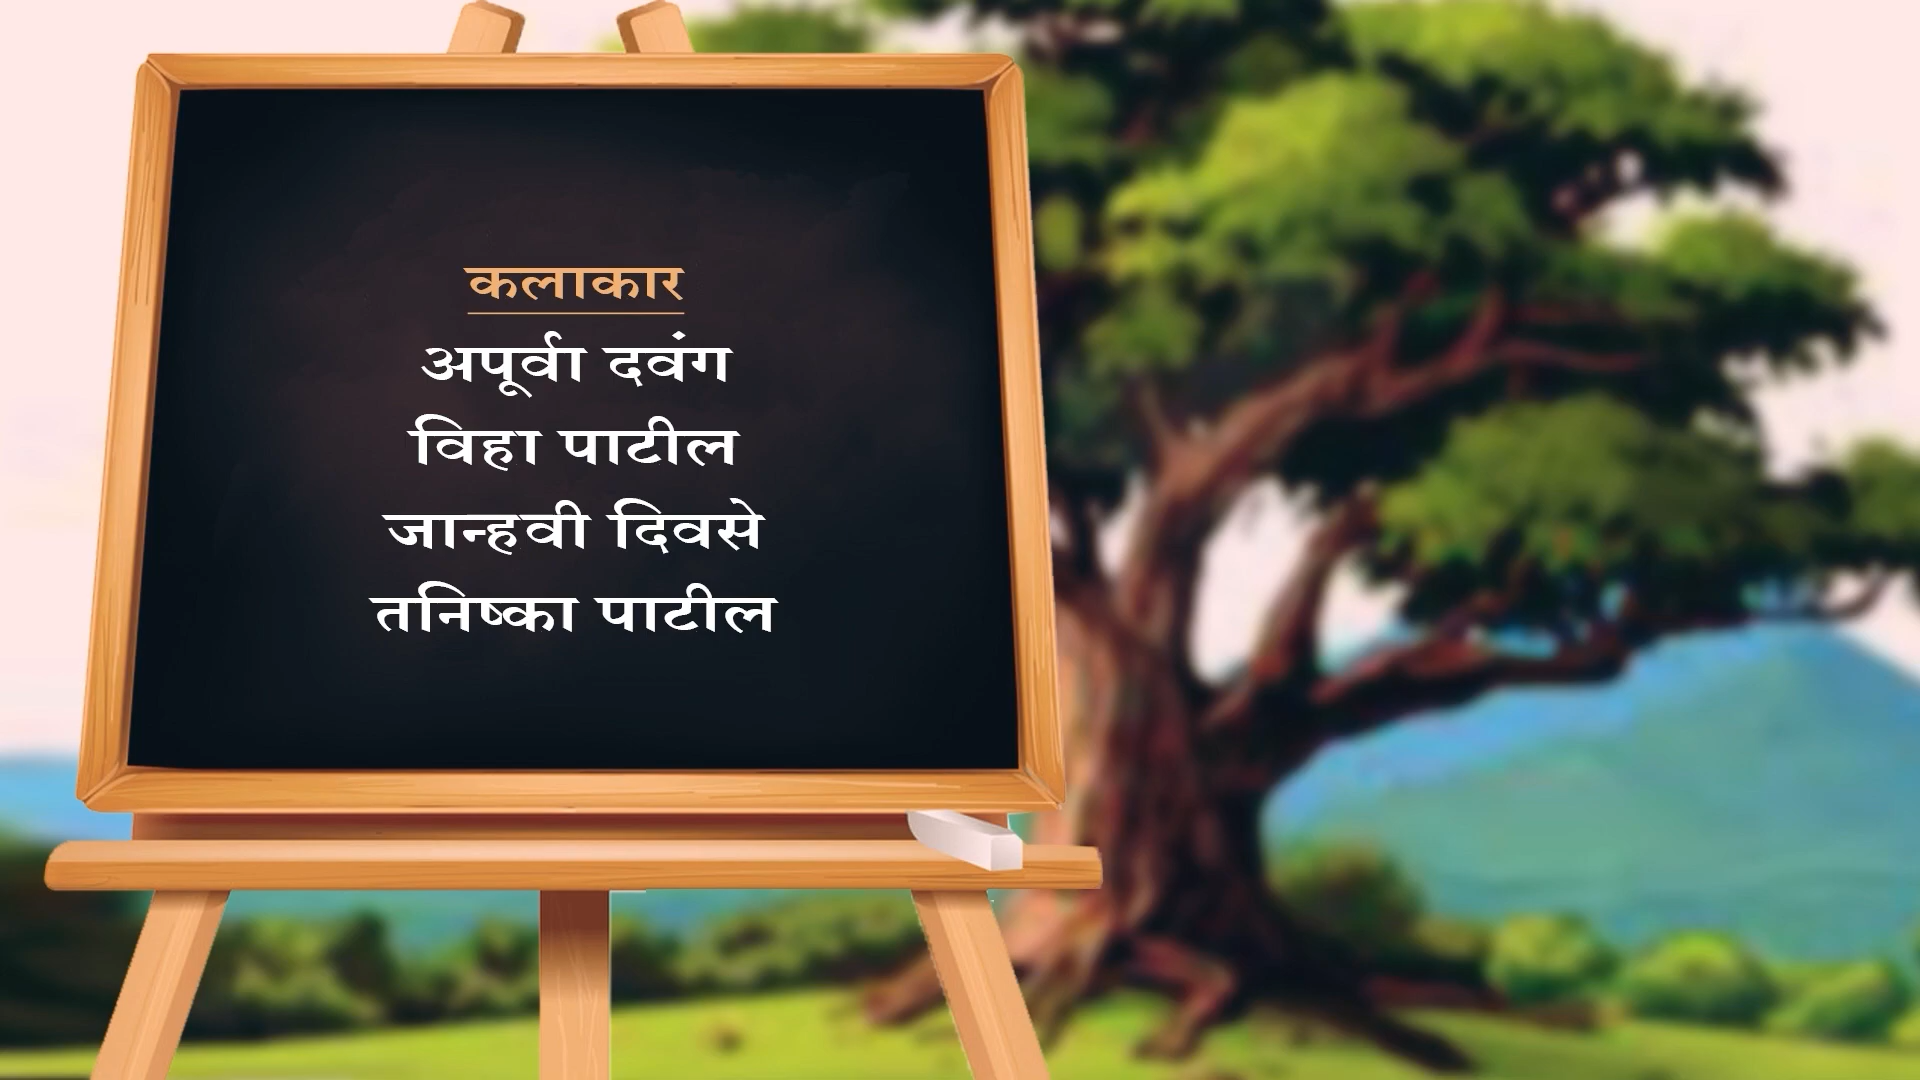 कलाकार
अपूर्वा दवंग
विहा पाटील
जान्हवी दिवसे
तनिष्का पाटील